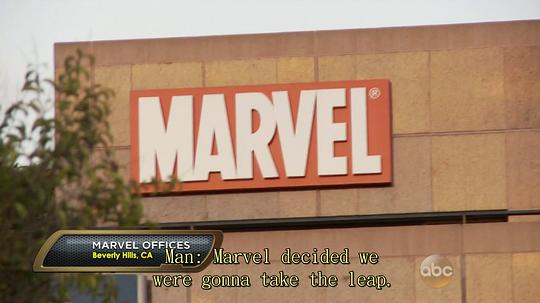 MARVEL®
MARVEL OFFICES
Beverly Hills, CA
Man: Marvel decided we
were gonna take the leap.
abc